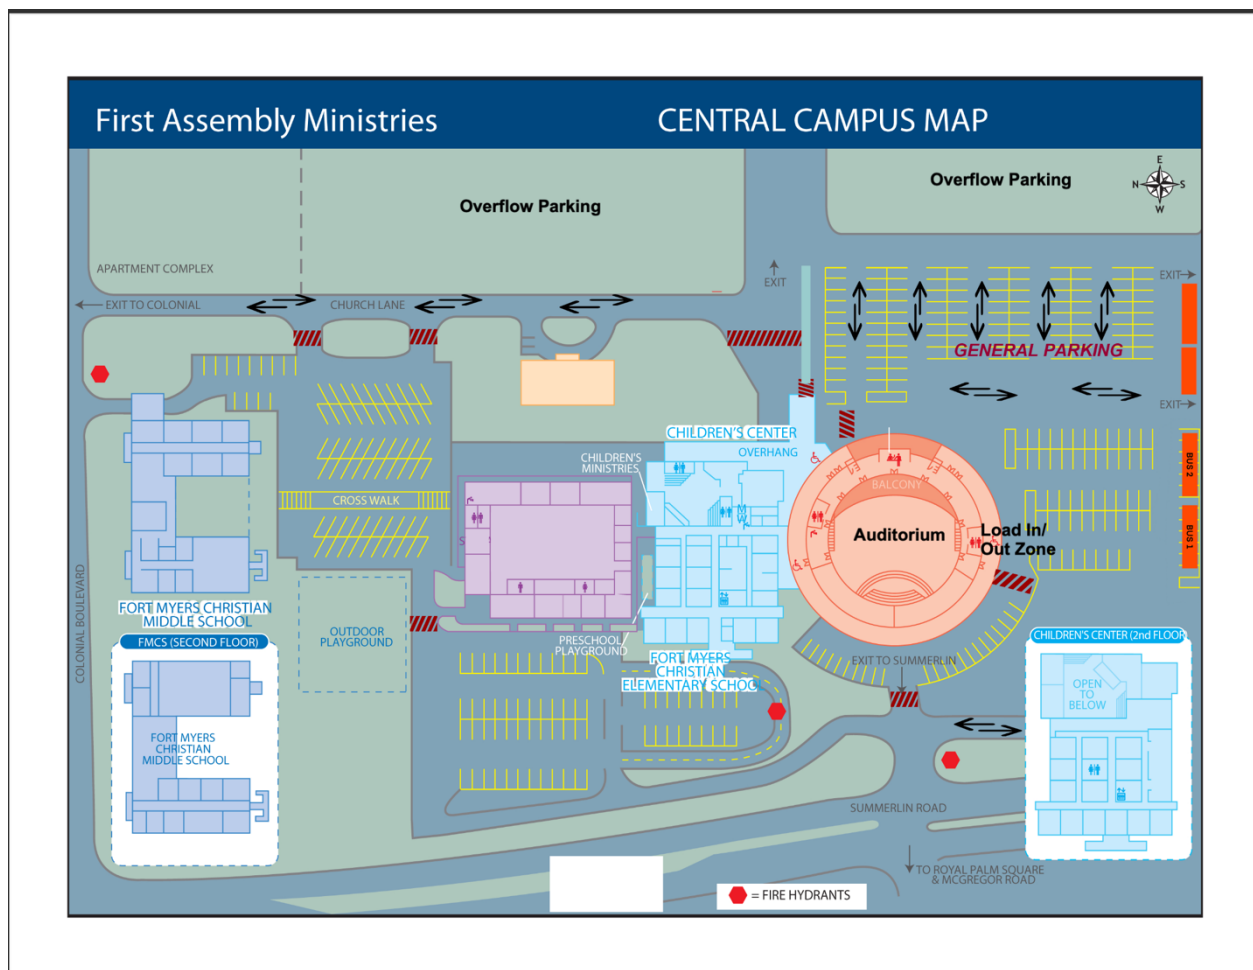 First Assembly Ministries
CENTRAL CAMPUS MAP
Overflow Parking
Overflow Parking
E
N
S
W
APARTMENT COMPLEX
EXIT TO COLONIAL
CHURCH LANE
EXIT
EXIT
GENERAL PARKING
EXIT
CHILDREN'S CENTER
OVERHANG
CHILDREN'S
MINISTRIES
CROSS WALK
BALCONY
Auditorium
Load In/
Out Zone
BUS 2
BUS 1
COLONIAL BOULEVARD
FORT MYERS CHRISTIAN
MIDDLE SCHOOL
FMCS (SECOND FLOOR)
FORT MYERS
CHRISTIAN
MIDDLE SCHOOL
OUTDOOR
PLAYGROUND
PRESCHOOL
PLAYGROUND
FORT MYERS
CHRISTIAN
ELEMENTARY SCHOOL
EXIT TO SUMMERLIN
CHILDREN'S CENTER (2nd FLOOR)
OPEN
TO
BELOW
SUMMERLIN ROAD
TO ROYAL PALM SQUARE
& MCGREGOR ROAD
= FIRE HYDRANTS